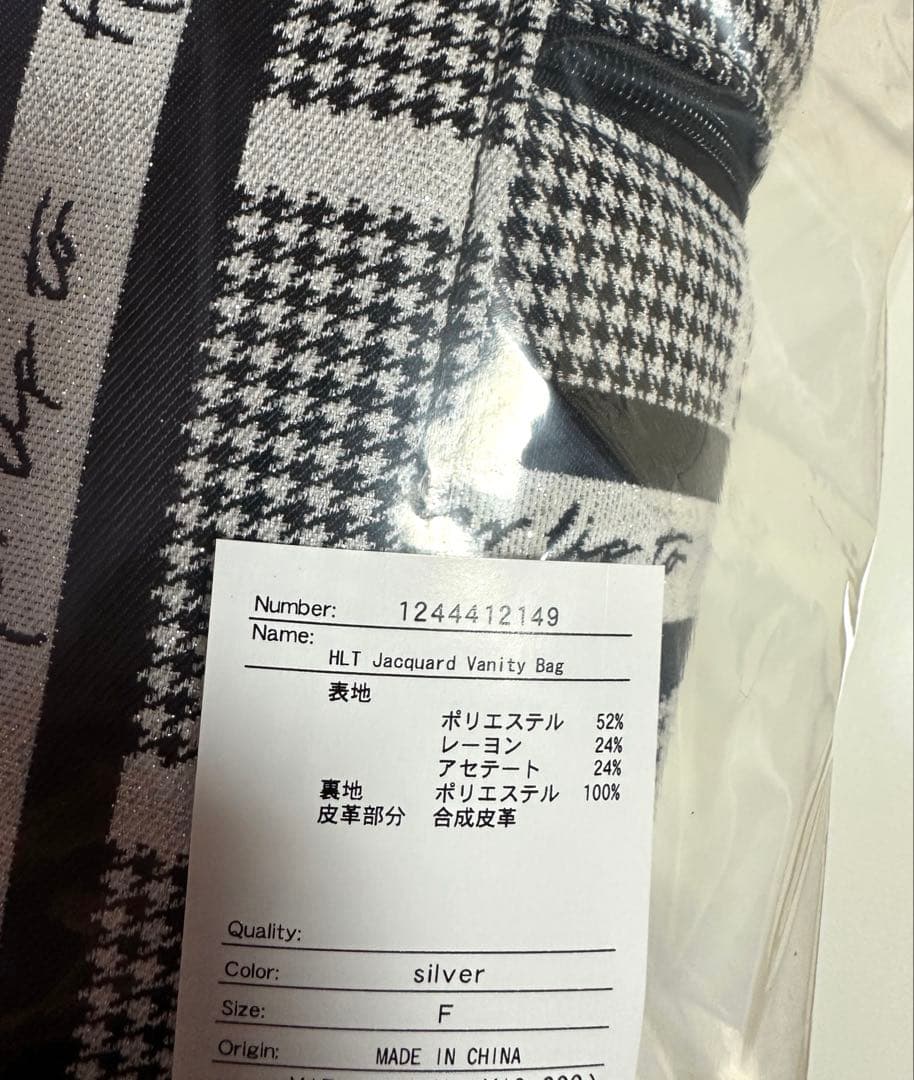 lie to
Number: 1244412149
Name:
HLT Jacquard Vanity Bag
表地
ポリエステル 52%
レーヨン 24%
アセテート 24%
裏地 ポリエステル 100%
皮革部分 合成皮革
Quality:
Color: silver
Size: F
Origin: MADE IN CHINA